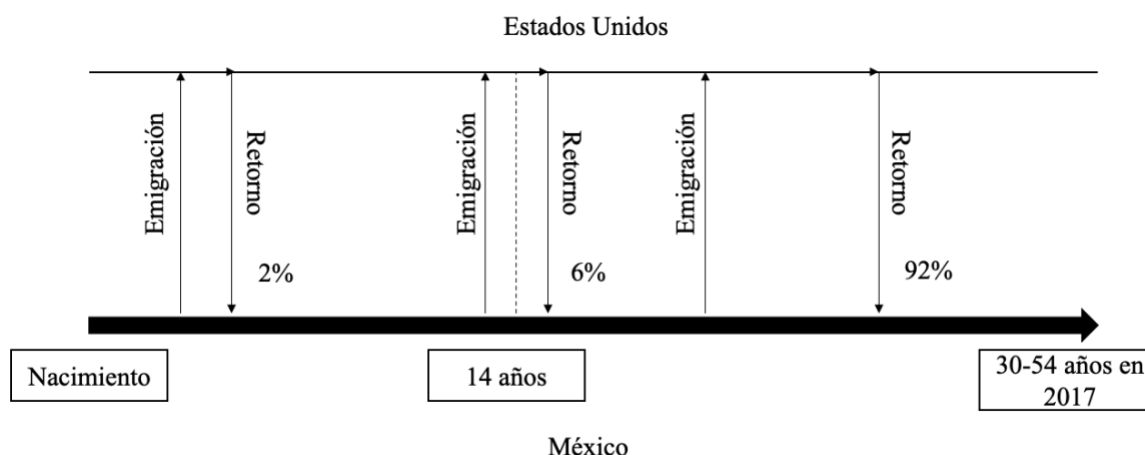 Estados Unidos
Emigración
Retorno
2%
Emigración
Retorno
6%
Emigración
Retorno
92%
Nacimiento
14 años
30-54 años en
2017
México